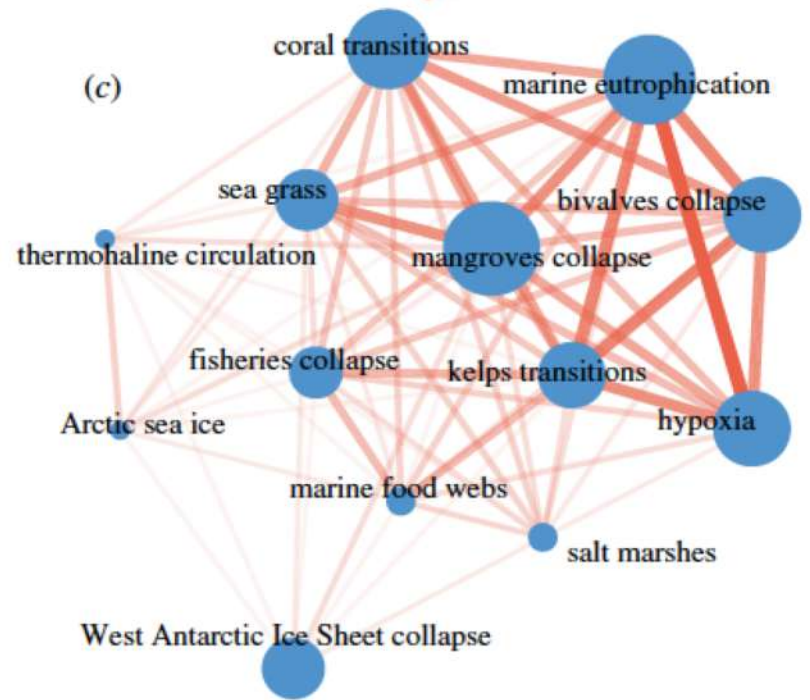 coral transitions
(c)
marine eutrophication
sea grass
bivalves collapse
thermohaline circulation
mangroves collapse
fisheries collapse
kelps transitions
Arctic sea ice
hypoxia
marine food webs
salt marshes
West Antarctic Ice Sheet collapse